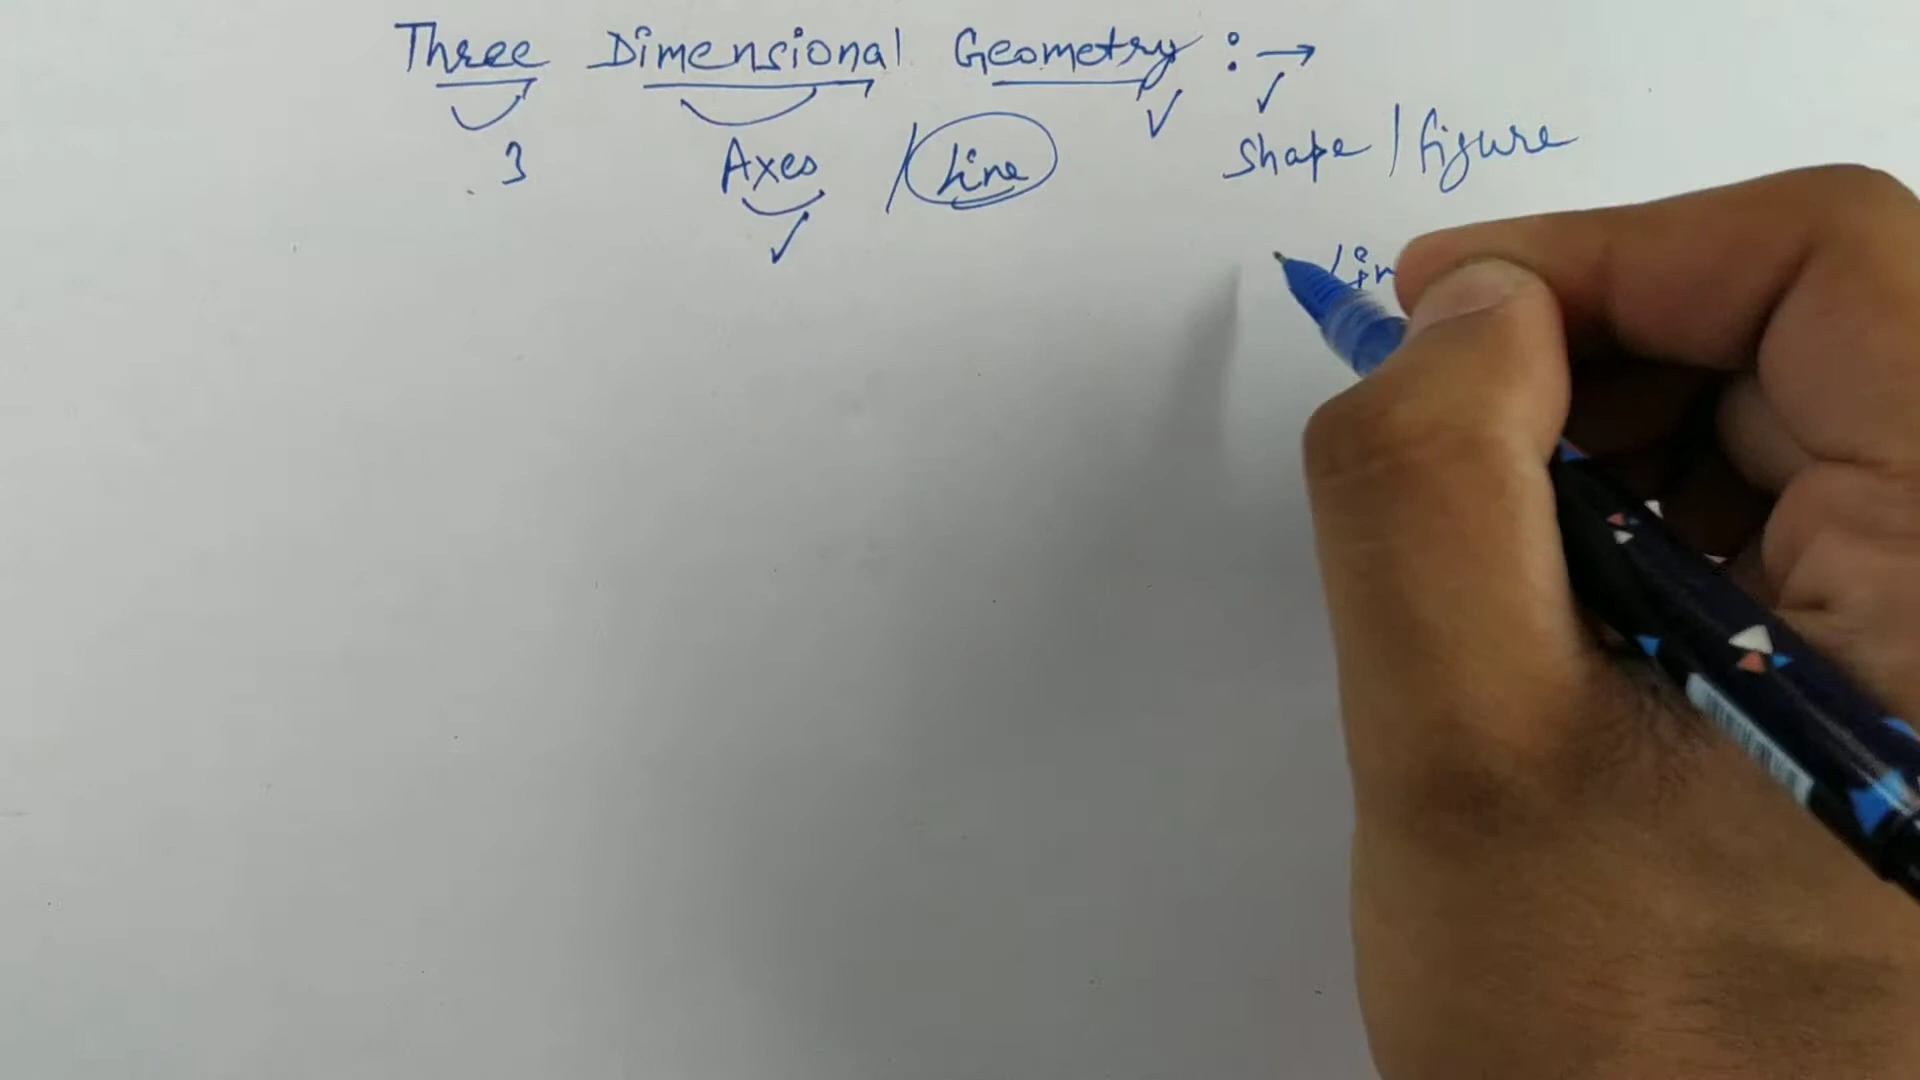 Three Dimensional Geometry :→
3 Axes / Line Shape / figure